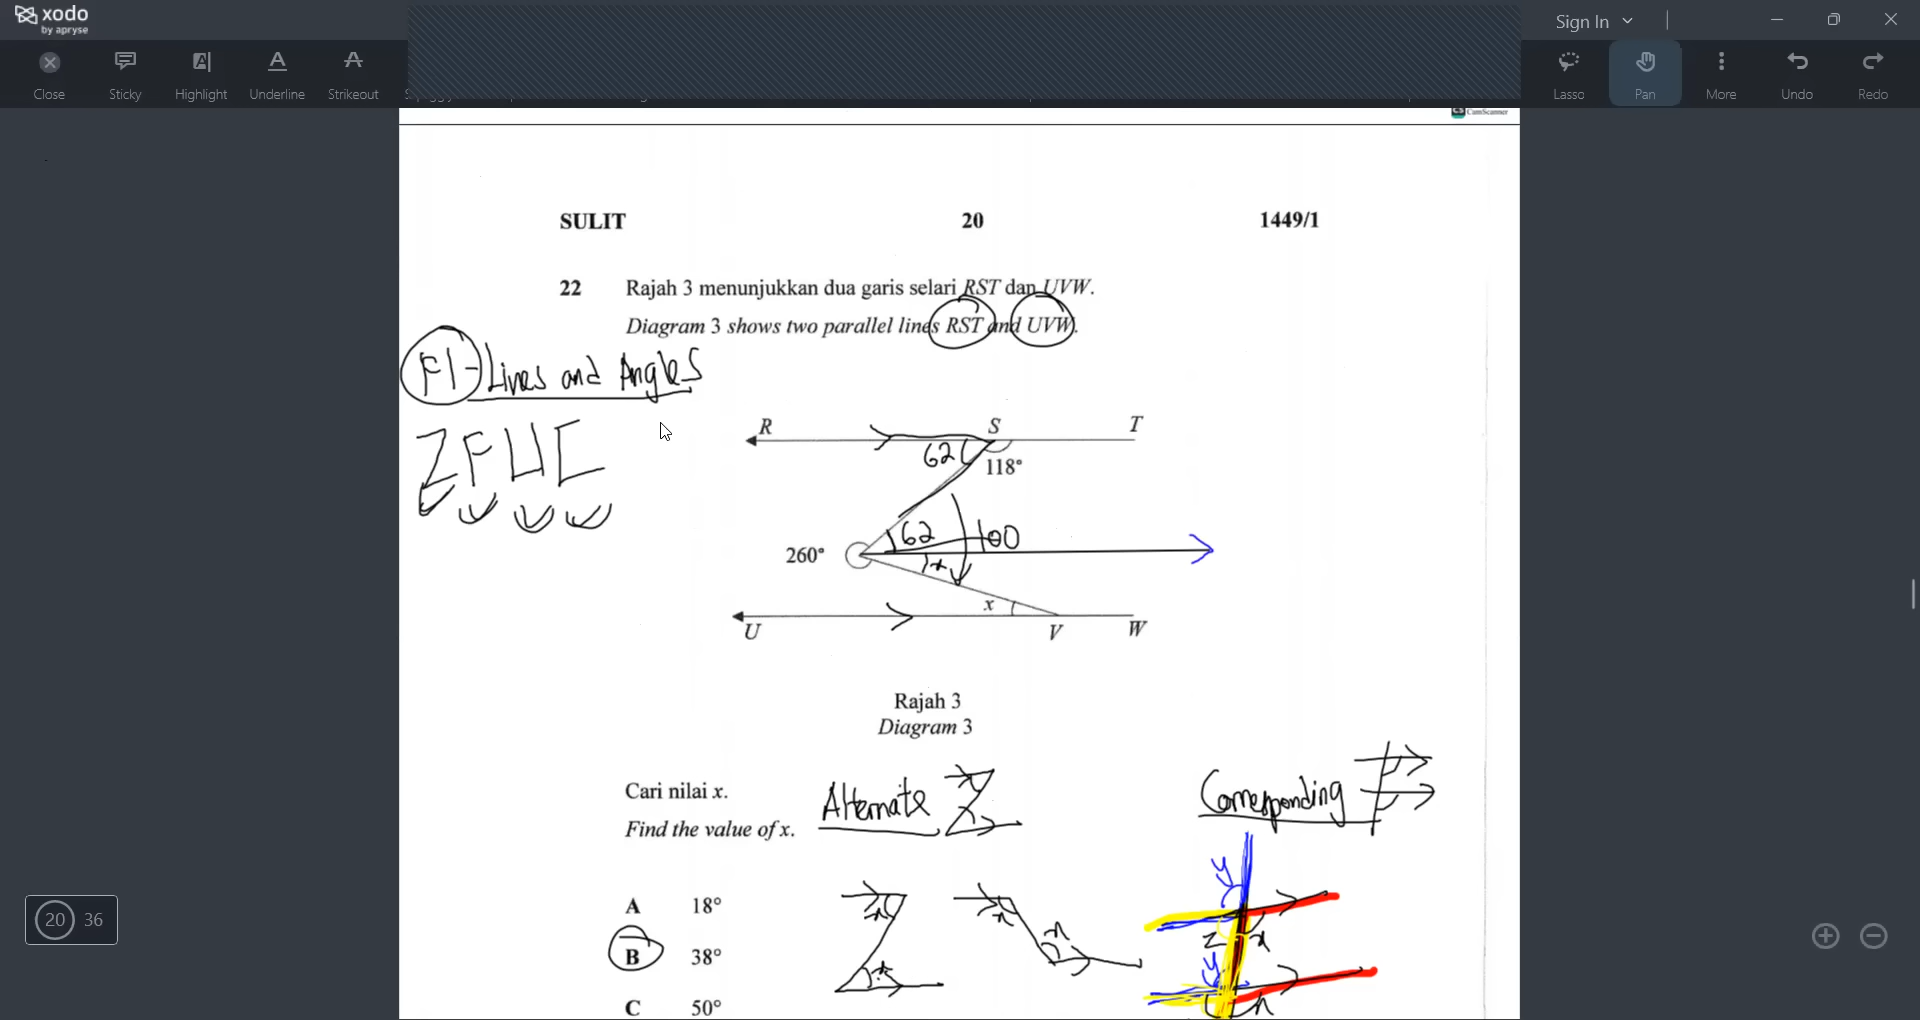 xodo
by apryse
Sign In
Close
Sticky
Highlight
Underline
Strikeout
Lasso
Pan
More
Undo
Redo
CamScanner
SULIT 20 1449/1
22 Rajah 3 menunjukkan dua garis selari RST dan UVW.
Diagram 3 shows two parallel lines RST and UVW.
F1 - Lines and Angles
Z F U C
R S T
62 118°
62 100
260°
x
x
U V W
Rajah 3
Diagram 3
Cari nilai x.
Find the value of x.
Alternate
Corresponding
A 18°
B 38°
C 50°
x x
x x
y
z x
y
x
20 36